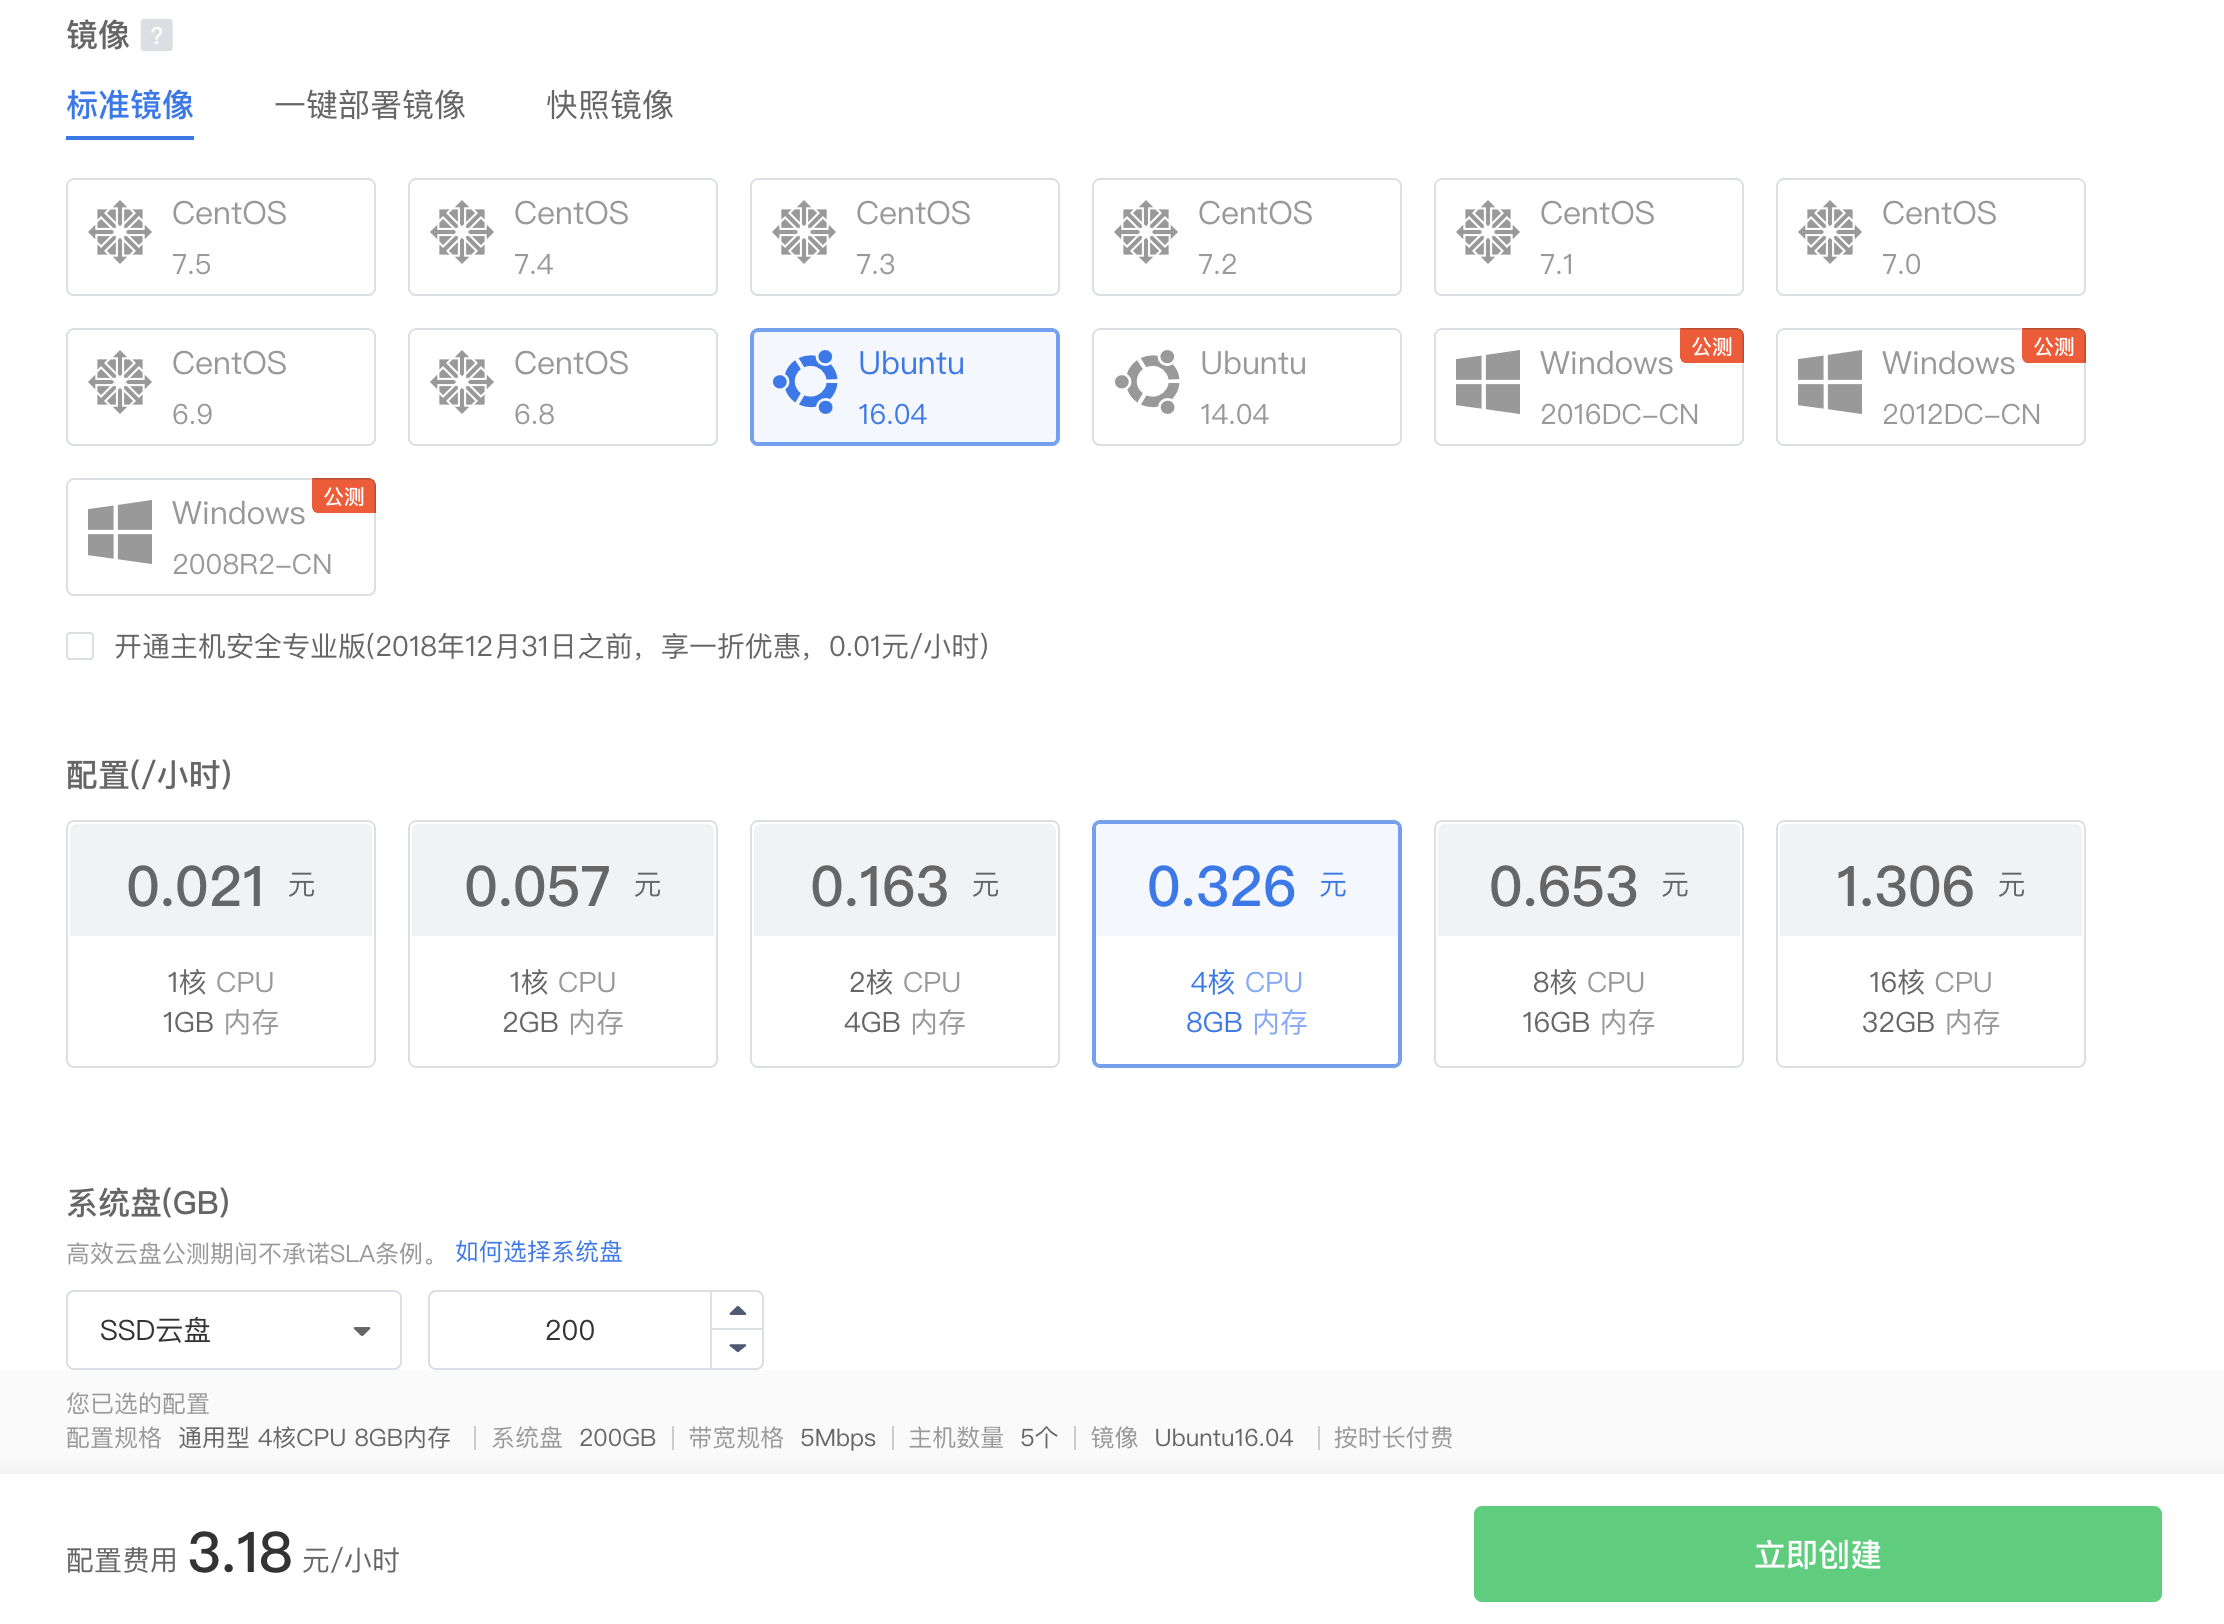 镜像 ?
标准镜像 一键部署镜像 快照镜像
CentOS CentOS CentOS CentOS CentOS CentOS
7.5 7.4 7.3 7.2 7.1 7.0
公测 公测
CentOS CentOS Ubuntu Ubuntu Windows Windows
6.9 6.8 16.04 14.04 2016DC-CN 2012DC-CN
公测
Windows
2008R2-CN
开通主机安全专业版(2018年12月31日之前，享一折优惠，0.01元/小时)
配置(/小时)
0.021 元 0.057 元 0.163 元 0.326 元 0.653 元 1.306 元
1核 CPU 1核 CPU 2核 CPU 4核 CPU 8核 CPU 16核 CPU
1GB 内存 2GB 内存 4GB 内存 8GB 内存 16GB 内存 32GB 内存
系统盘(GB)
高效云盘公测期间不承诺SLA条例。 如何选择系统盘
SSD云盘 200
您已选的配置
配置规格 通用型 4核CPU 8GB内存 | 系统盘 200GB | 带宽规格 5Mbps | 主机数量 5个 | 镜像 Ubuntu16.04 | 按时长付费
配置费用 3.18 元/小时 立即创建